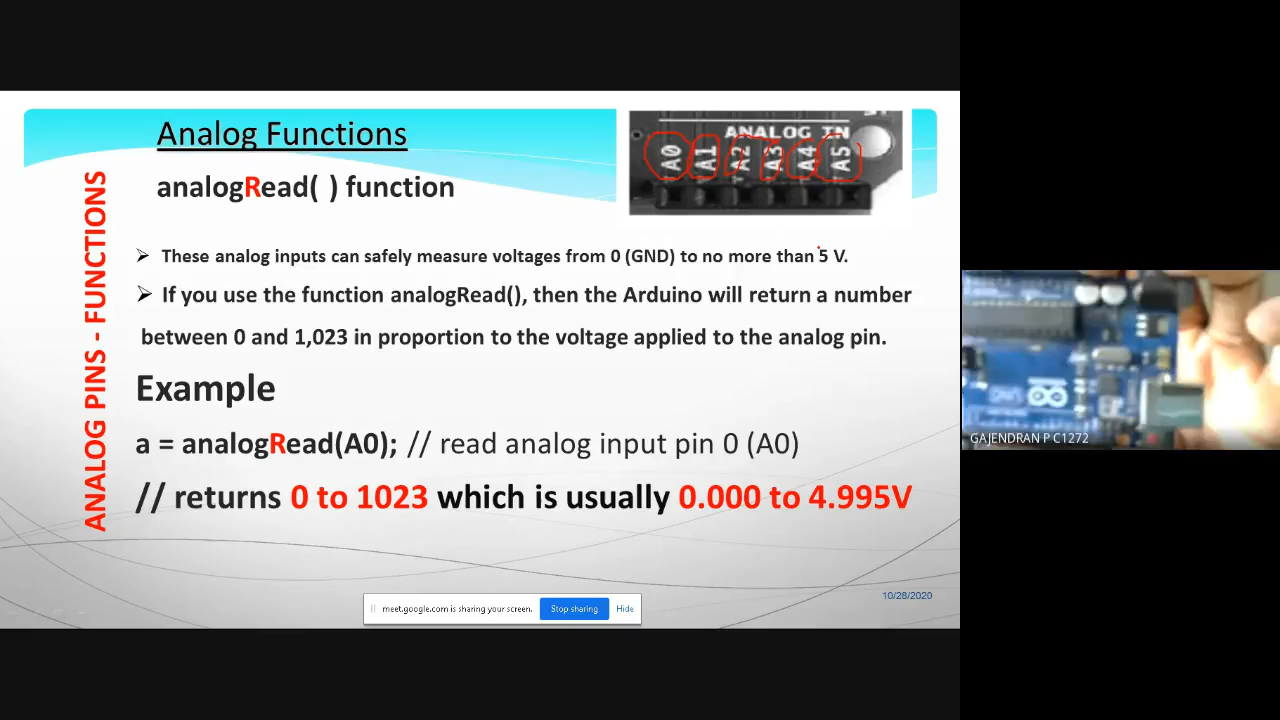 Analog Functions
analogRead( ) function
ANALOG IN
A0 A1 A2 A3 A4 A5
ANALOG PINS - FUNCTIONS
➢ These analog inputs can safely measure voltages from 0 (GND) to no more than 5 V.
➢ If you use the function analogRead(), then the Arduino will return a number
between 0 and 1,023 in proportion to the voltage applied to the analog pin.
Example
a = analogRead(A0); // read analog input pin 0 (A0)
// returns 0 to 1023 which is usually 0.000 to 4.995V
10/28/2020
meet.google.com is sharing your screen. Stop sharing Hide
GAJENDRAN P C1272